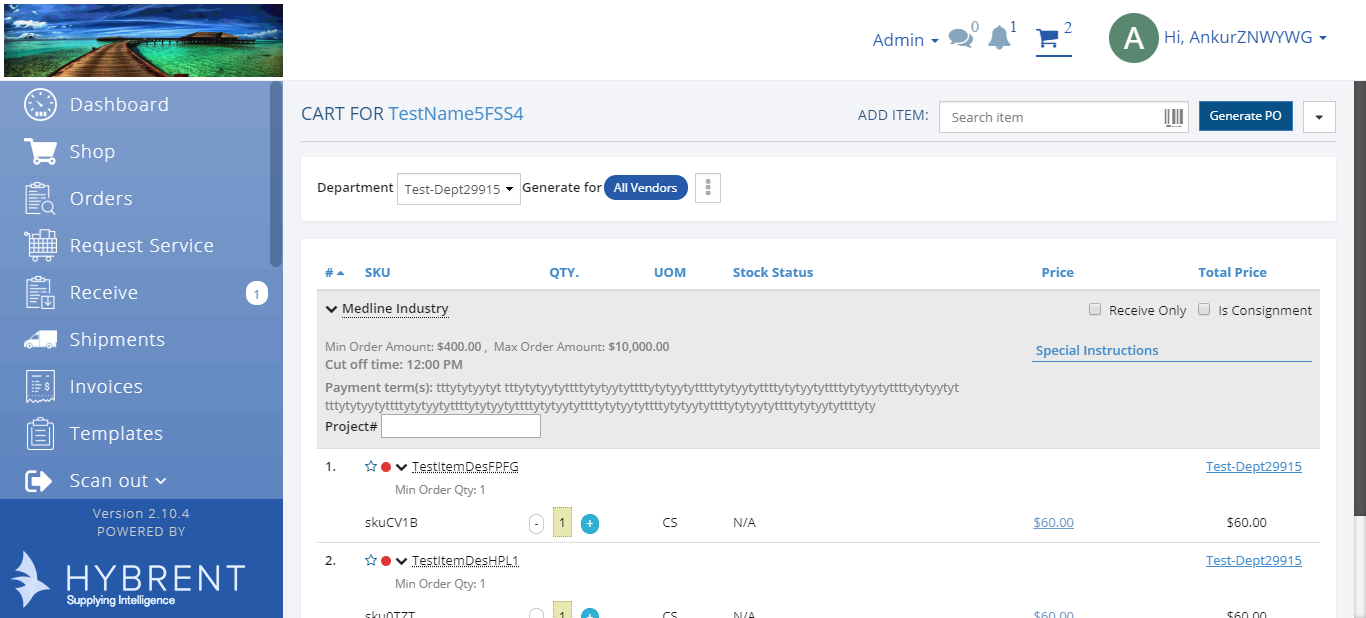 Admin 0 1 2 A Hi, AnkurZNWYWG
Dashboard
Shop
Orders
Request Service
Receive 1
Shipments
Invoices
Templates
Scan out
Version 2.10.4
POWERED BY
HYBRENT
Supplying Intelligence
CART FOR TestName5FSS4
ADD ITEM: Search item Generate PO
Department Test-Dept29915 Generate for All Vendors
# SKU QTY. UOM Stock Status Price Total Price
Medline Industry Receive Only Is Consignment
Min Order Amount: $400.00 , Max Order Amount: $10,000.00
Special Instructions
Cut off time: 12:00 PM
Project#
1. TestItemDesFPFG Test-Dept29915
Min Order Qty: 1
skuCV1B - 1 + CS N/A $60.00 $60.00
2. TestItemDesHPL1 Test-Dept29915
Min Order Qty: 1
sku0TZT 1 + CS N/A $60.00 $60.00